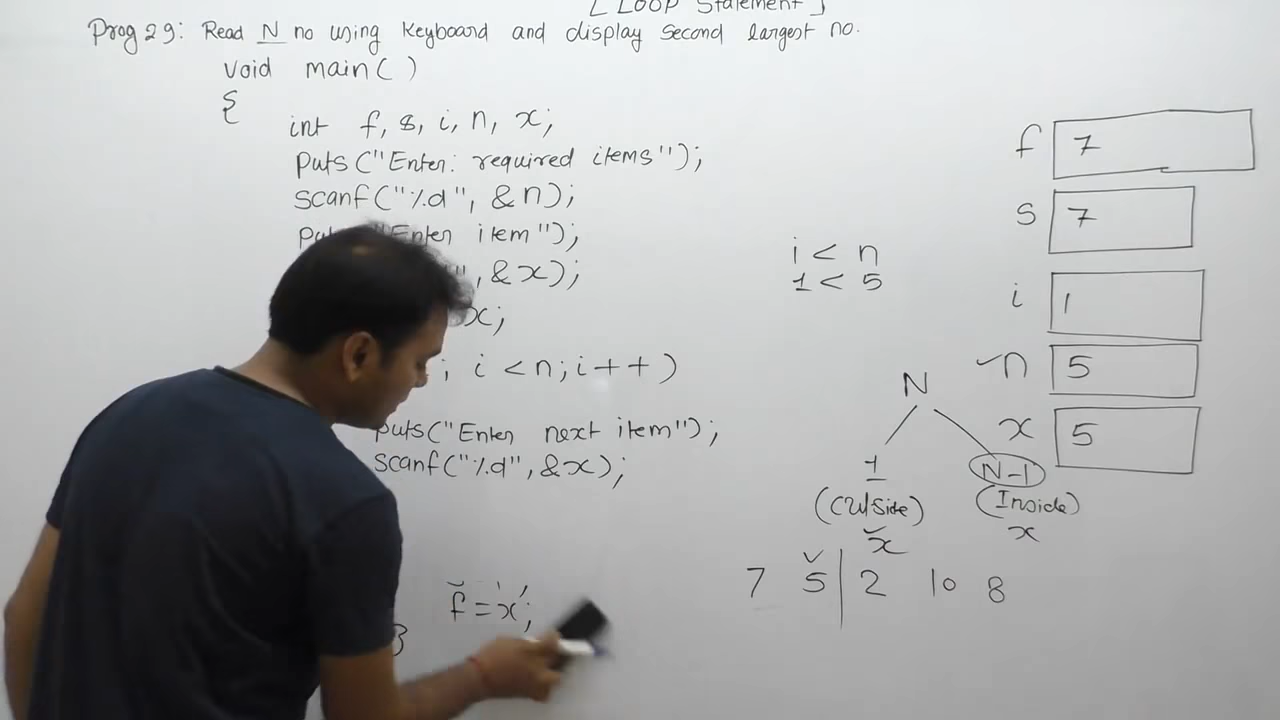 [ LOOP Statement ]
Prog 29: Read N no using Keyboard and display second largest no.
void main( )
{
int f, s, i, n, x;
puts ("Enter: required items");
scanf("%d", & n);
"Enter item");
", & x);
x;
; i < n; i + + )
puts("Enter next item");
scanf("%d", &x);
f = x;
}
i < n
1 < 5
N
1
N-1
(Outside)
(Inside)
x
x
7 5 | 2 10 8
f 7
s 7
i 1
n 5
x 5